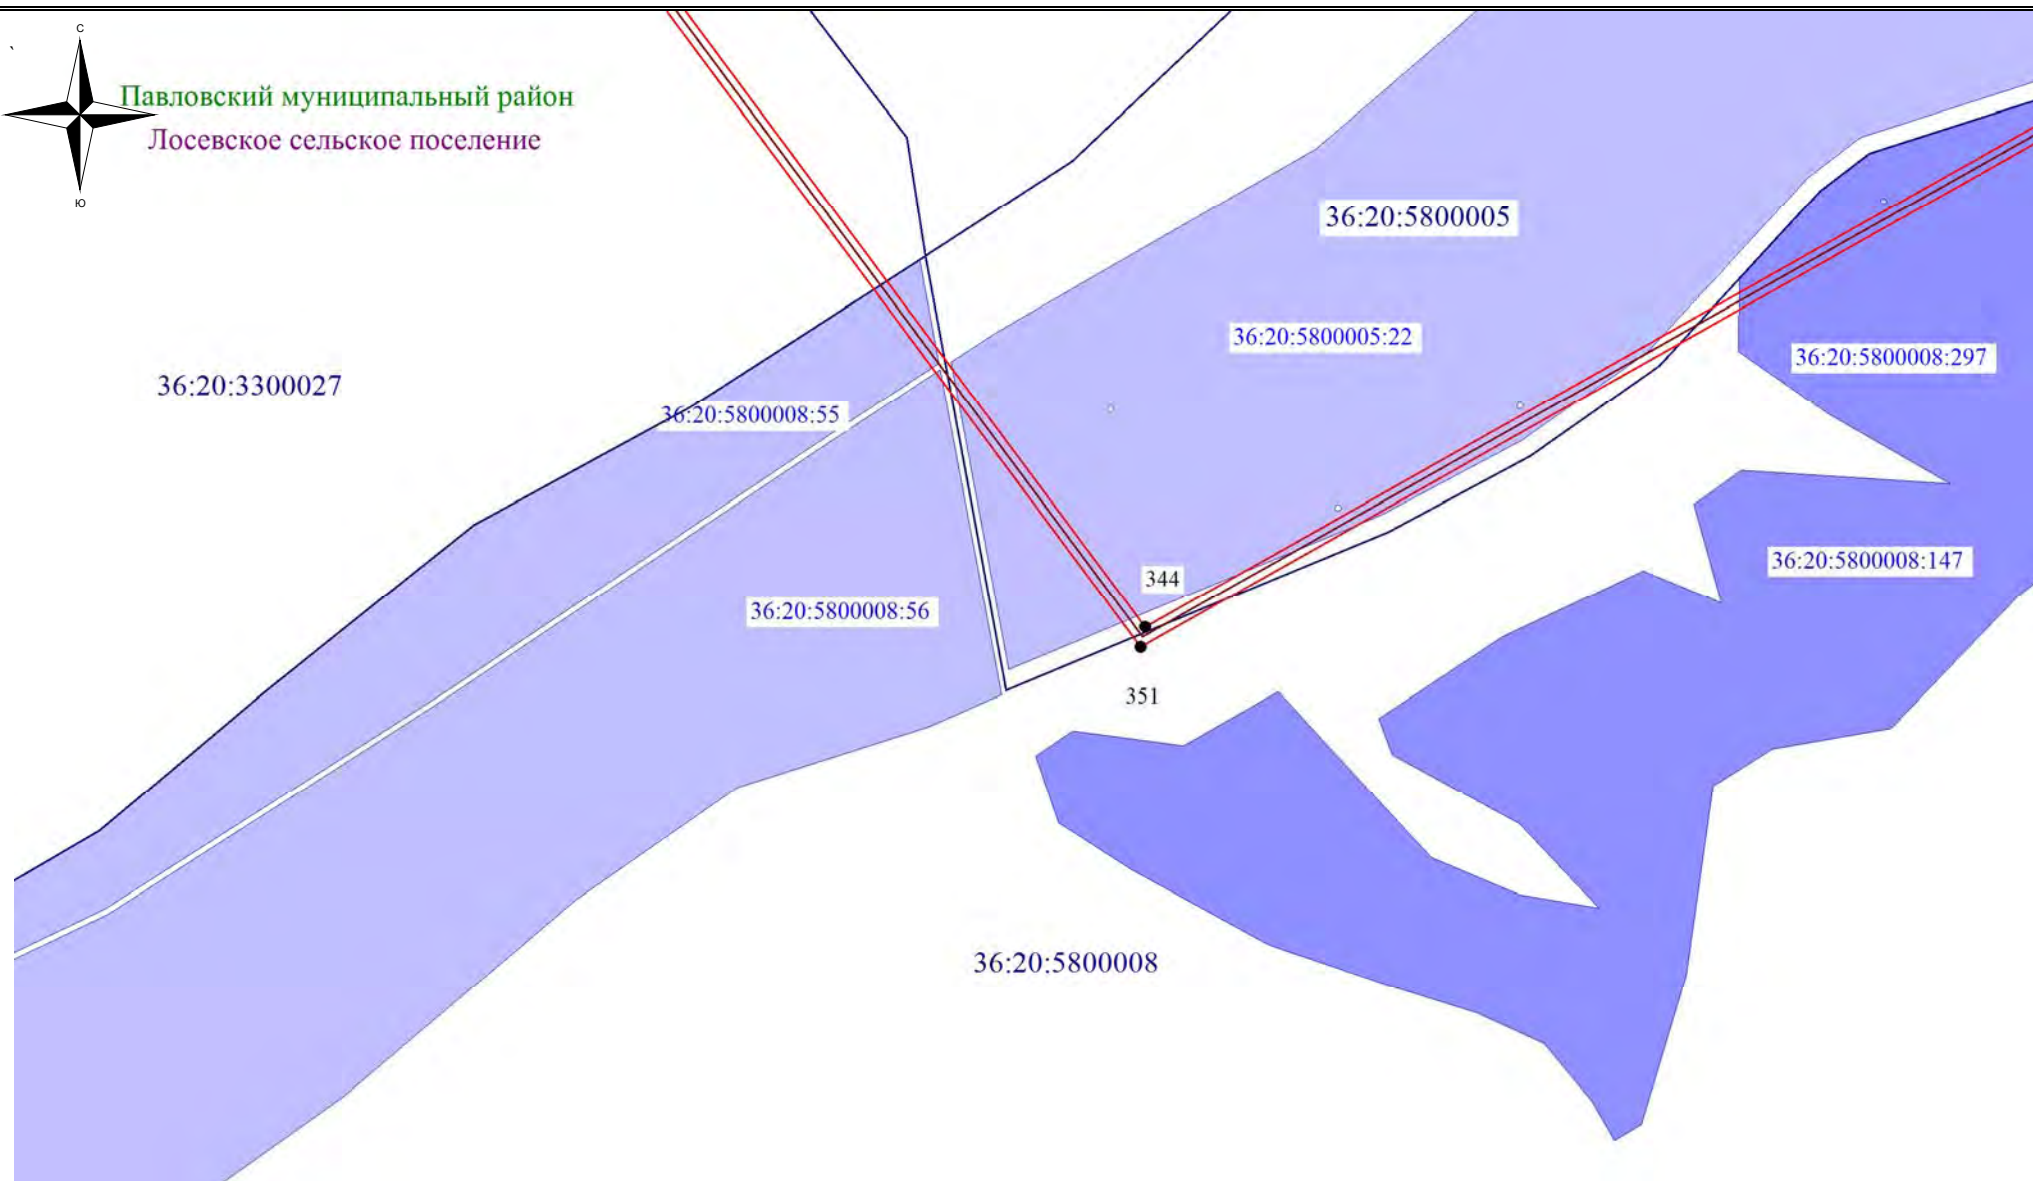 С
Павловский муниципальный район
Лосевское сельское поселение
Ю
36:20:5800005
36:20:5800005:22
36:20:5800008:297
36:20:3300027
36:20:5800008:55
36:20:5800008:147
344
36:20:5800008:56
351
36:20:5800008